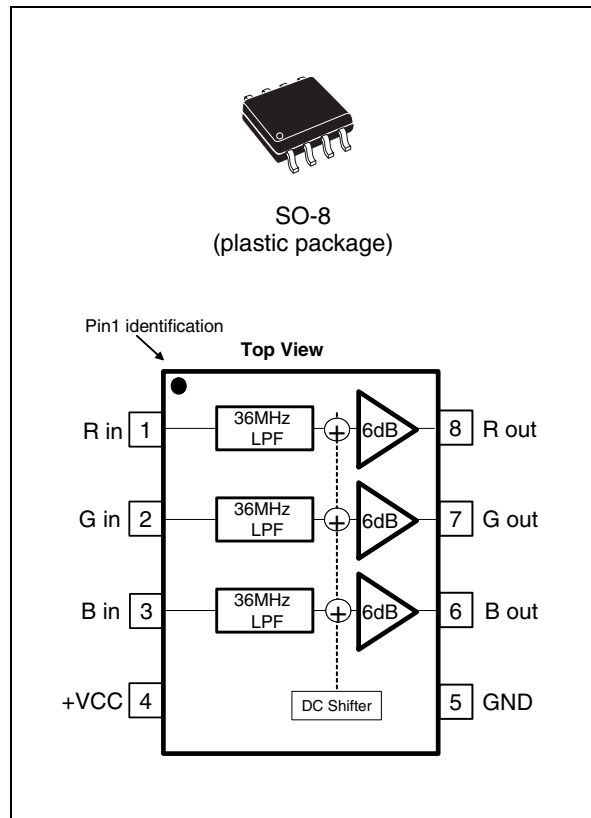 SO-8
(plastic package)
Pin1 identification
Top View
R in 1 36MHz LPF + 6dB 8 R out
G in 2 36MHz LPF + 6dB 7 G out
B in 3 36MHz LPF + 6dB 6 B out
+VCC 4 DC Shifter 5 GND